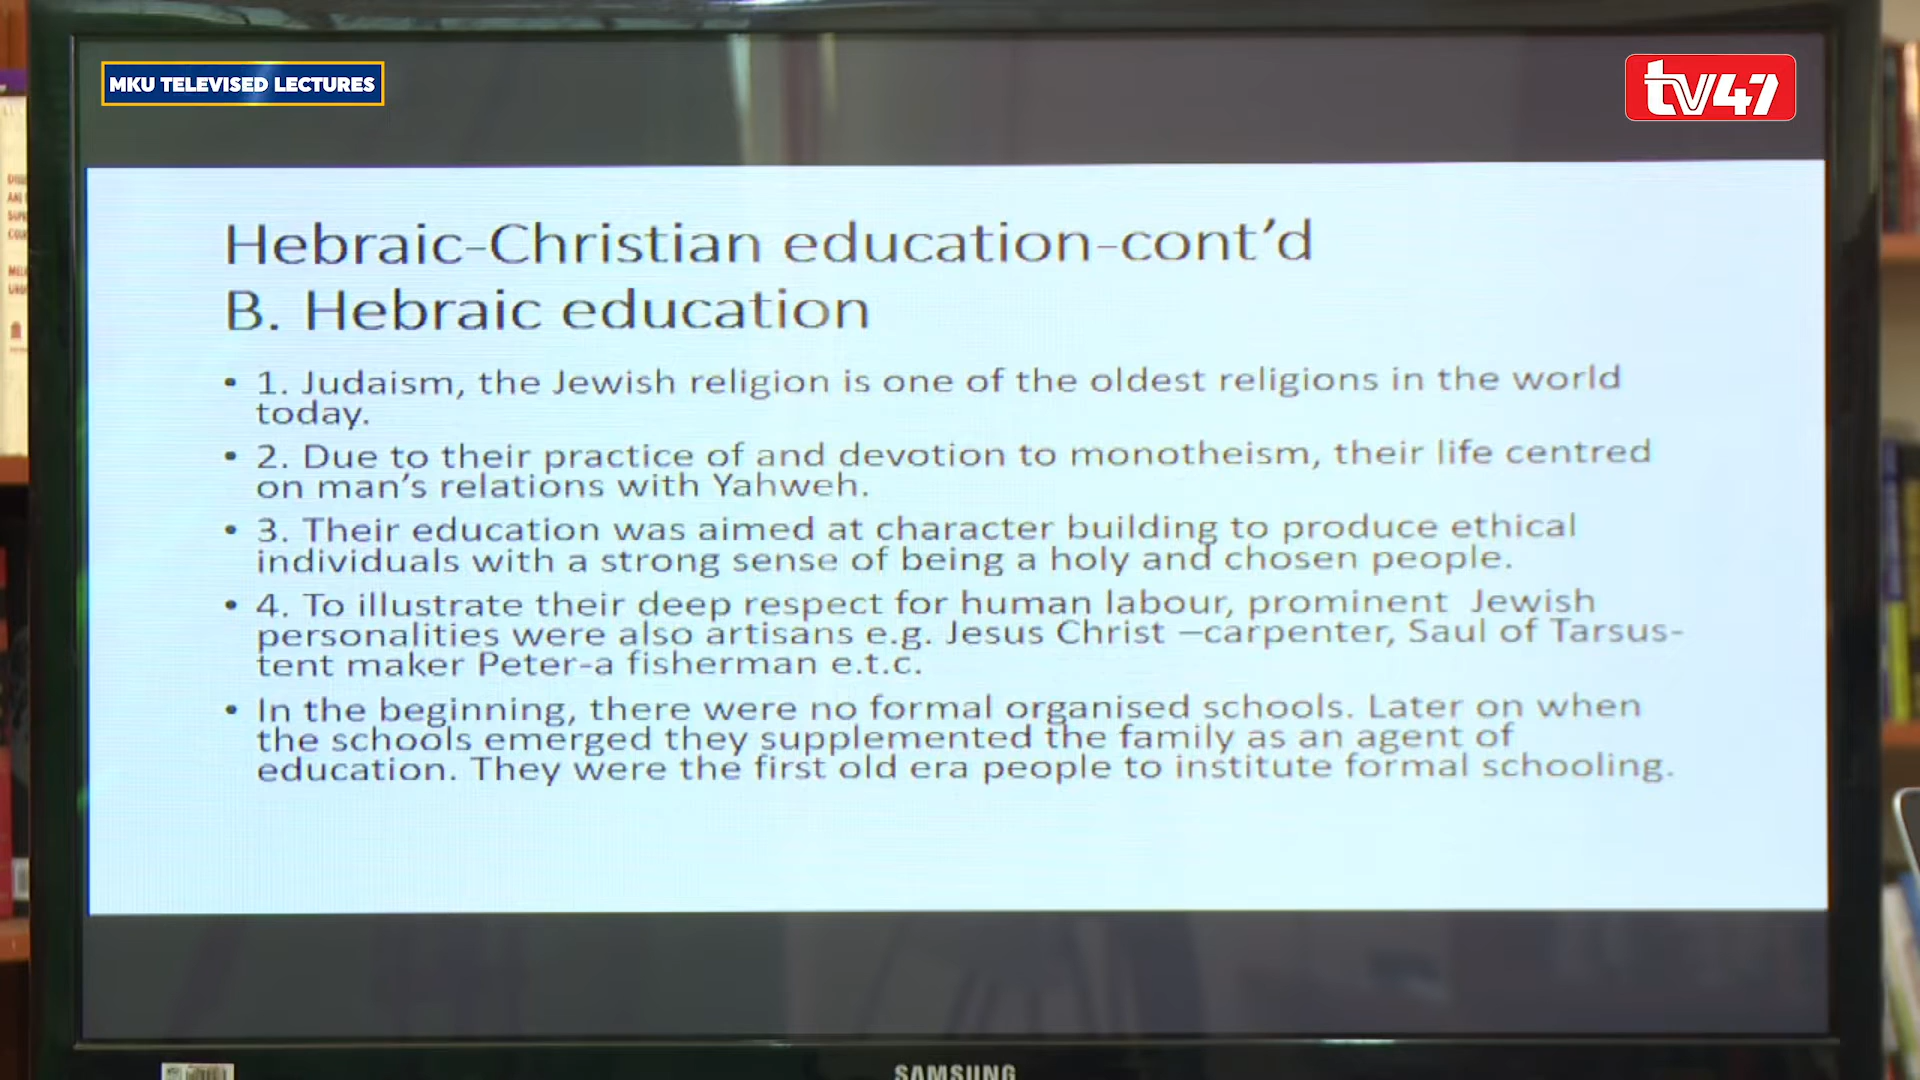 MKU TELEVISED LECTURES
tv47
Hebraic-Christian education-cont’d
B. Hebraic education
• 1. Judaism, the Jewish religion is one of the oldest religions in the world
today.
• 2. Due to their practice of and devotion to monotheism, their life centred
on man’s relations with Yahweh.
• 3. Their education was aimed at character building to produce ethical
individuals with a strong sense of being a holy and chosen people.
• 4. To illustrate their deep respect for human labour, prominent Jewish
personalities were also artisans e.g. Jesus Christ –carpenter, Saul of Tarsus-
tent maker Peter-a fisherman e.t.c.
• In the beginning, there were no formal organised schools. Later on when
the schools emerged they supplemented the family as an agent of
education. They were the first old era people to institute formal schooling.
SAMSUNG